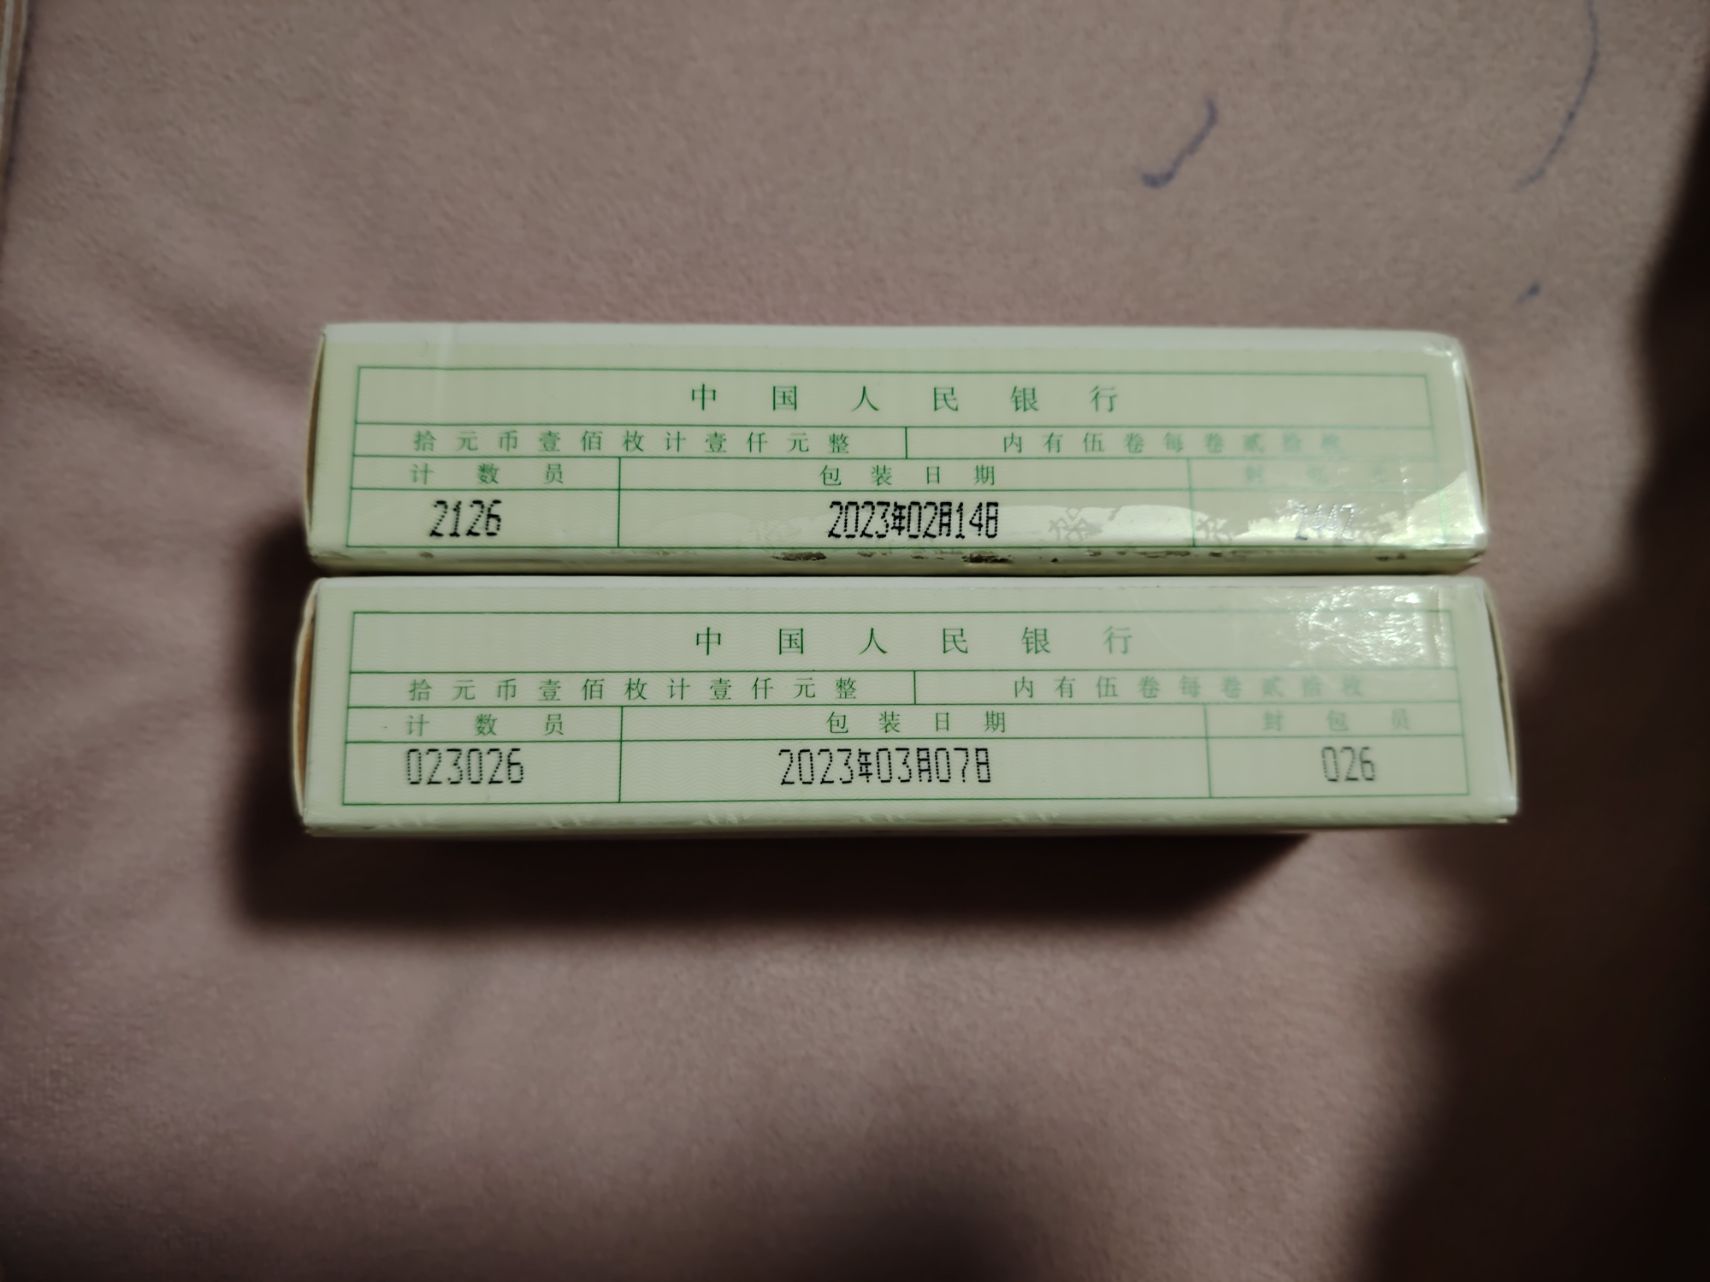 中国人民银行
拾元币壹佰枚计壹仟元整 内有伍卷每卷贰拾枚
计数员 包装日期
2126 2023年02月14日
中国人民银行
拾元币壹佰枚计壹仟元整 内有伍卷每卷贰拾枚
计数员 包装日期 封包员
023026 2023年03月07日 026